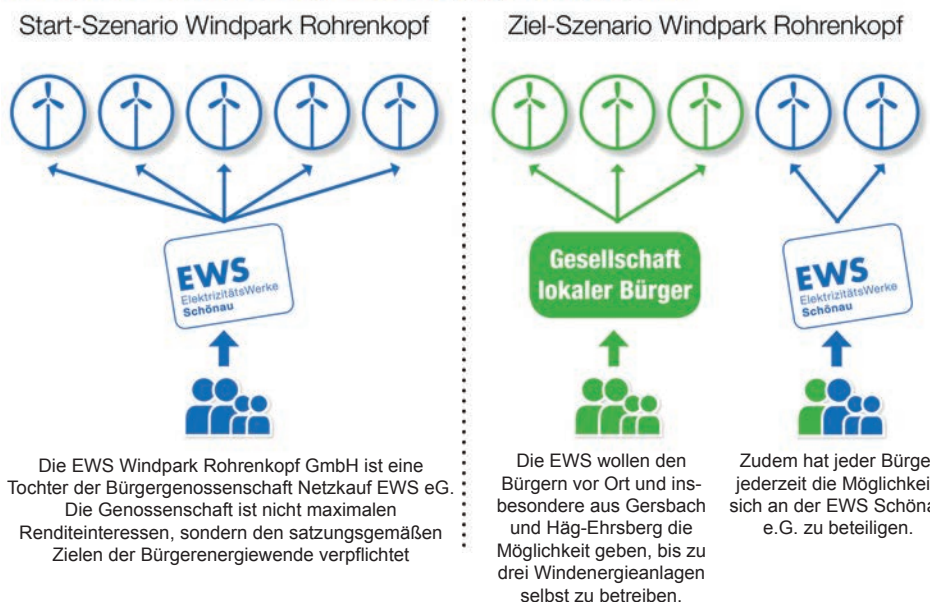 Start-Szenario Windpark Rohrenkopf
EWS
ElektrizitätsWerke
Schönau
Die EWS Windpark Rohrenkopf GmbH ist eine
Tochter der Bürgergenossenschaft Netzkauf EWS eG.
Die Genossenschaft ist nicht maximalen
Renditeinteressen, sondern den satzungsgemäßen
Zielen der Bürgerenergiewende verpflichtet
Ziel-Szenario Windpark Rohrenkopf
Gesellschaft
lokaler Bürger
Die EWS wollen den
Bürgern vor Ort und ins-
besondere aus Gersbach
und Häg-Ehrsberg die
Möglichkeit geben, bis zu
drei Windenergieanlagen
selbst zu betreiben.
EWS
ElektrizitätsWerke
Schönau
Zudem hat jeder Bürge
jederzeit die Möglichkei
sich an der EWS Schöna
e.G. zu beteiligen.